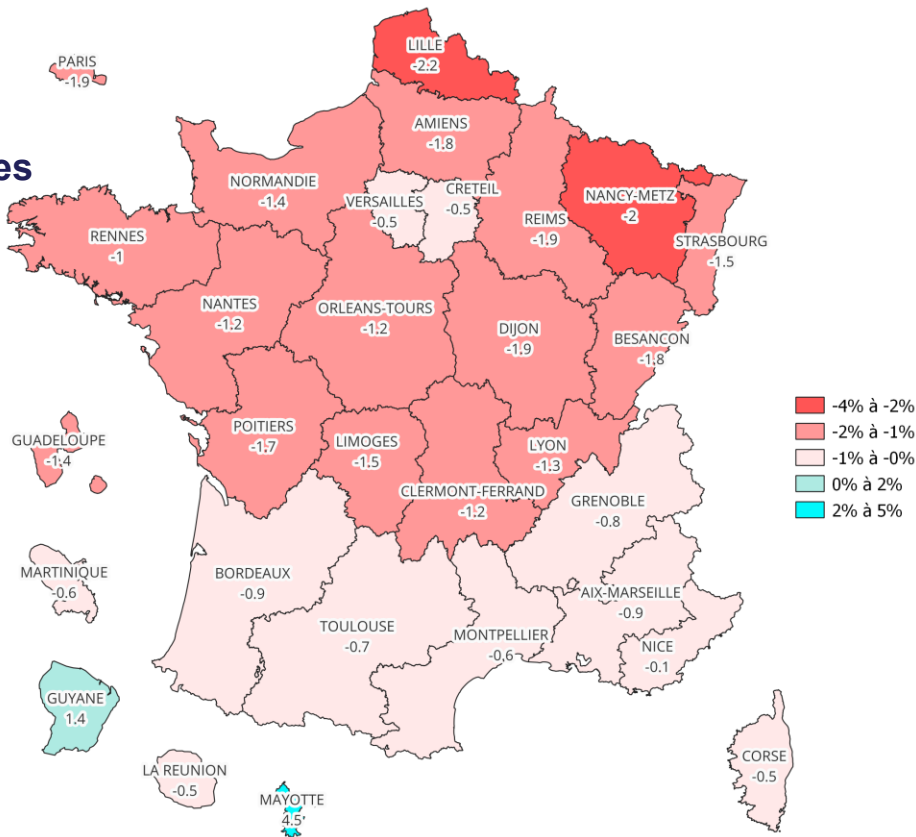 LILLE
-2.2
PARIS
-1.9
AMIENS
-1.8
es
NORMANDIE
-1.4
VERSAILLES
-0.5
CRETEIL
-0.5
REIMS
-1.9
NANCY-METZ
-2
STRASBOURG
-1.5
RENNES
-1
NANTES
-1.2
ORLEANS-TOURS
-1.2
DIJON
-1.9
BESANCON
-1.8
GUADELOUPE
-1.4
POITIERS
-1.7
LIMOGES
-1.5
LYON
-1.3
CLERMONT-FERRAND
-1.2
GRENOBLE
-0.8
-4% à -2%
-2% à -1%
-1% à -0%
0% à 2%
2% à 5%
MARTINIQUE
-0.6
BORDEAUX
-0.9
TOULOUSE
-0.7
MONTPELLIER
-0.6
AIX-MARSEILLE
-0.9
NICE
-0.1
GUYANE
1.4
LA REUNION
-0.5
MAYOTTE
4.5
CORSE
-0.5